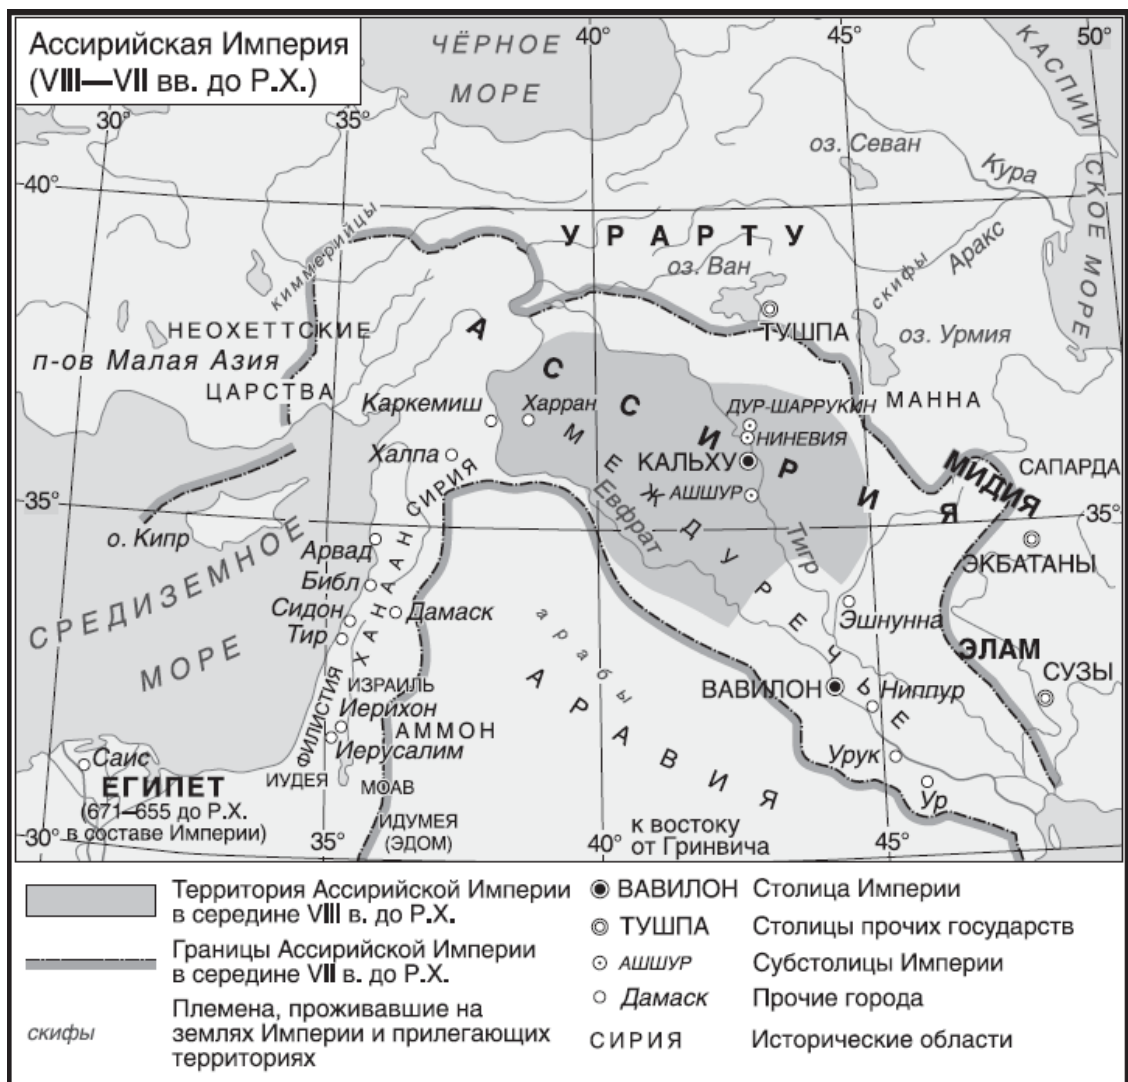 Ассирийская Империя
(VIII—VII вв. до Р.Х.)
ЧЁРНОЕ
МОРЕ
КАСПИЙСКОЕ МОРЕ
40°
45°
50°
30°
35°
40°
оз. Севан
Кура
Аракс
киммерийцы
УРАРТУ
оз. Ван
скифы
ТУШПА
оз. Урмия
НЕОХЕТТСКИЕ
ЦАРСТВА
п-ов Малая Азия
АССИРИЯ
Каркемиш
Харран
ДУР-ШАРРУКИН
МАННА
НИНЕВИЯ
Халпа
КАЛЬХУ
МИДИЯ
САПАРДА
СИРИЯ
АШШУР
МЕЖДУРЕЧЬЕ
Евфрат
Тигр
35°
35°
о. Кипр
СРЕДИЗЕМНОЕ
МОРЕ
Арвад
Библ
Сидон
Тир
ХАНААН
Дамаск
ЭКБАТАНЫ
Эшнунна
арабы
АРАВИЯ
ЭЛАМ
СУЗЫ
ВАВИЛОН
Ниппур
ФИЛИСТИЯ
ИЗРАИЛЬ
Иерихон
АММОН
Иерусалим
Урук
Саис
ЕГИПЕТ
(671—655 до Р.Х.
в составе Империи)
ИУДЕЯ
МОАВ
Ур
ИДУМЕЯ
(ЭДОМ)
к востоку
от Гринвича
30°
30°
35°
40°
45°
Территория Ассирийской Империи
в середине VIII в. до Р.Х.
Границы Ассирийской Империи
в середине VII в. до Р.Х.
скифы
Племена, проживавшие на
землях Империи и прилегающих
территориях
ВАВИЛОН Столица Империи
ТУШПА Столицы прочих государств
АШШУР Субстолицы Империи
Дамаск Прочие города
СИРИЯ Исторические области